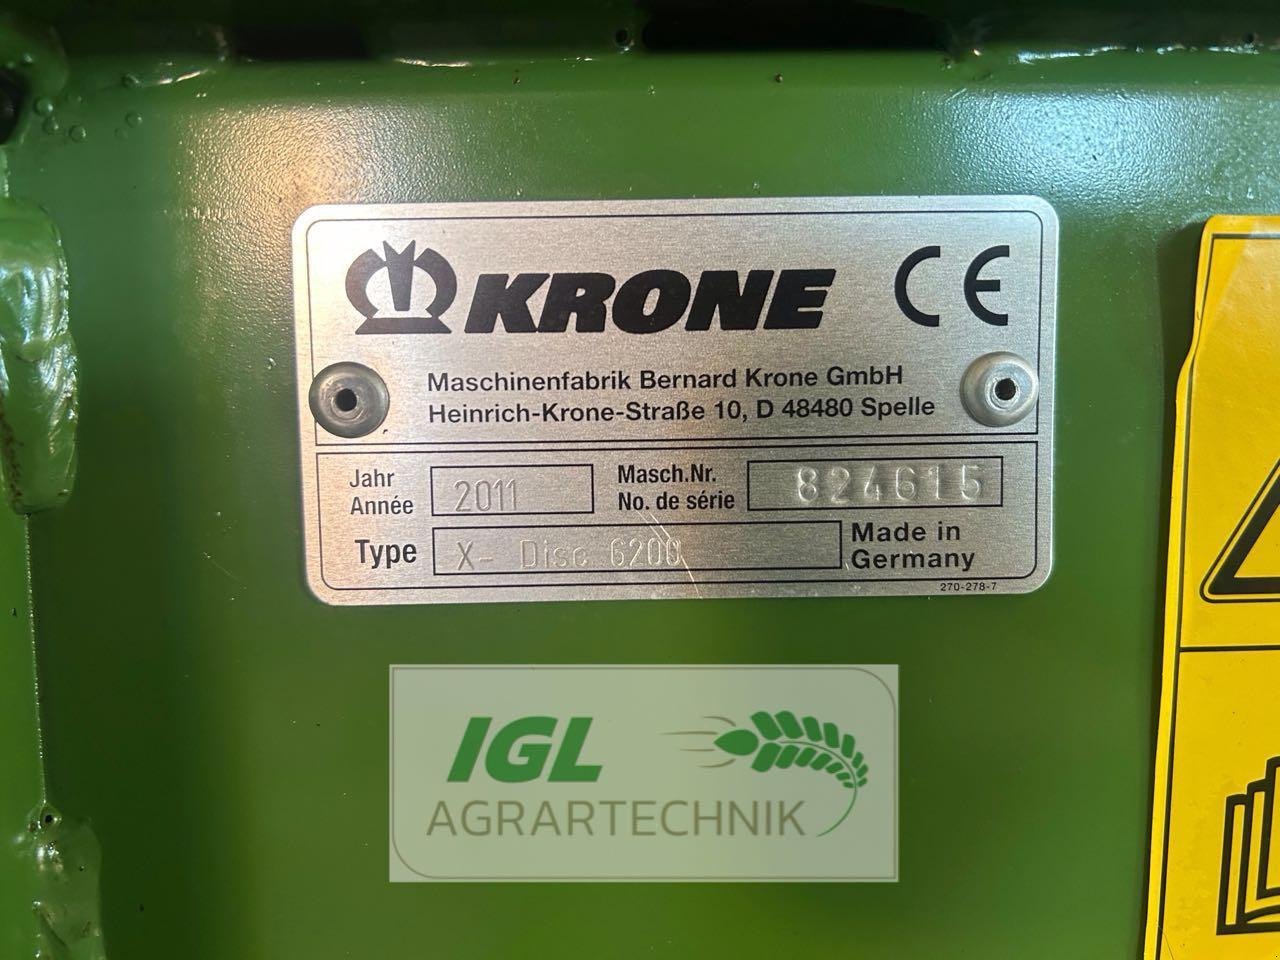 KRONE CE
Maschinenfabrik Bernard Krone GmbH
Heinrich-Krone-Straße 10, D 48480 Spelle
Jahr
Année
2011
Masch.Nr.
No. de série
824615
Type
X- Disc 6200
Made in
Germany
270-278-7
IGL
AGRARTECHNIK